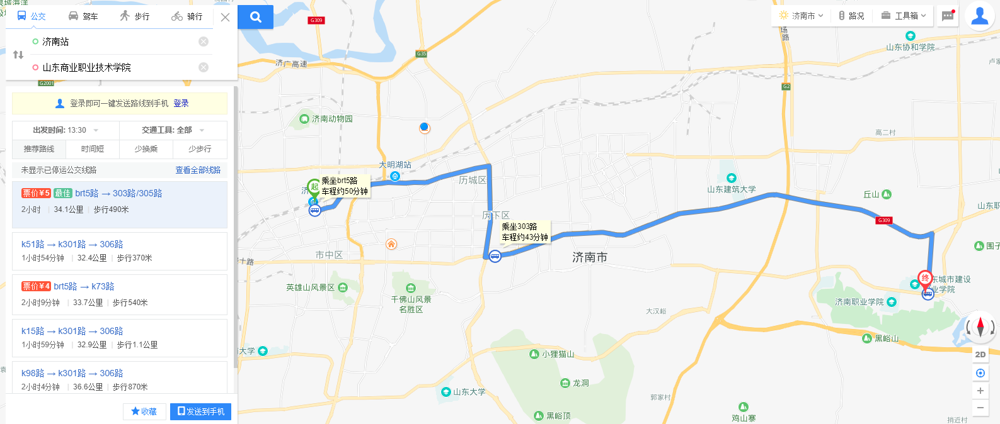 公交
驾车
步行
骑行
济南站
山东商业职业技术学院
G2001
登录即可一键发送路线到手机 登录
出发时间: 13:30
交通工具: 全部
推荐路线
时间短
少换乘
少步行
未显示已停运公交线路
查看全部线路
票价¥5 最佳 brt5路 → 303路/305路
2小时 | 34.1公里 | 步行490米
k51路 → k301路 → 306路
1小时54分钟 | 32.4公里 | 步行370米
票价¥4 brt5路 → k73路
2小时9分钟 | 33.7公里 | 步行540米
k15路 → k301路 → 306路
1小时59分钟 | 32.9公里 | 步行1.1公里
k98路 → k301路 → 306路
2小时4分钟 | 36.6公里 | 步行870米
收藏
发送到手机
济南市
路况
工具箱
G309
G35
济广高速
场路
山东协和学院
G2
济南动物园
高二村
大明湖站
历城区
起
乘坐brt5路
车程约50分钟
山东建筑大学
丘山
历下区
G309
乘坐303路
车程约43分钟
市中区
济南市
终
英雄山风景区
千佛山风景
名胜区
济南职业学院
东城市建设
业学院
大汉峪
黑峪山
小狸猫山
龙洞
山东大学
郭家村
黑峪顶
鸡山寨
捎近村
2D